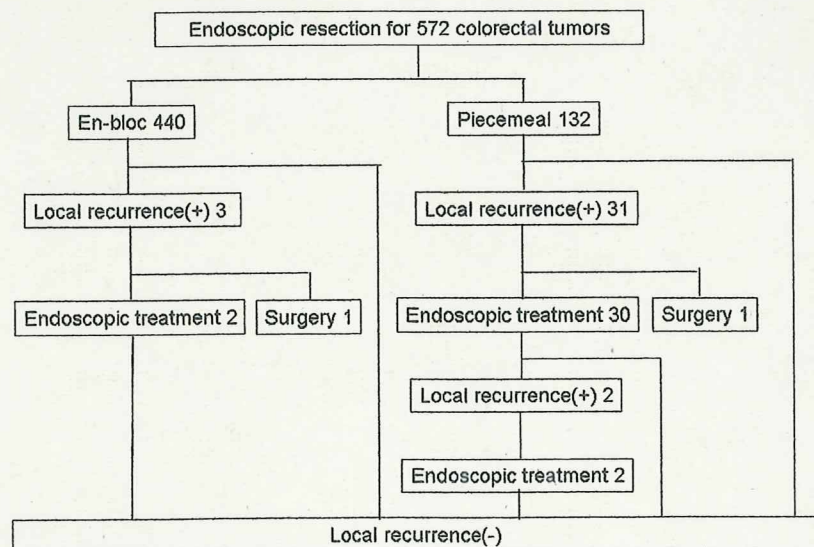 Endoscopic resection for 572 colorectal tumors
En-bloc 440
Piecemeal 132
Local recurrence(+) 3
Local recurrence(+) 31
Endoscopic treatment 2
Surgery 1
Endoscopic treatment 30
Surgery 1
Local recurrence(+) 2
Endoscopic treatment 2
Local recurrence(-)